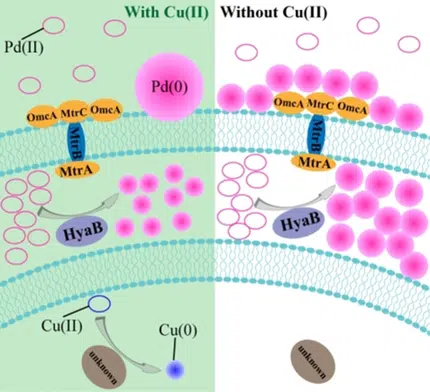 With Cu(II)
Without Cu(II)
Pd(II)
Pd(0)
OmcA MtrC OmcA
MtrB
MtrA
HyaB
Cu(II)
Cu(0)
unknown
OmcA MtrC OmcA
MtrB
MtrA
HyaB
unknown